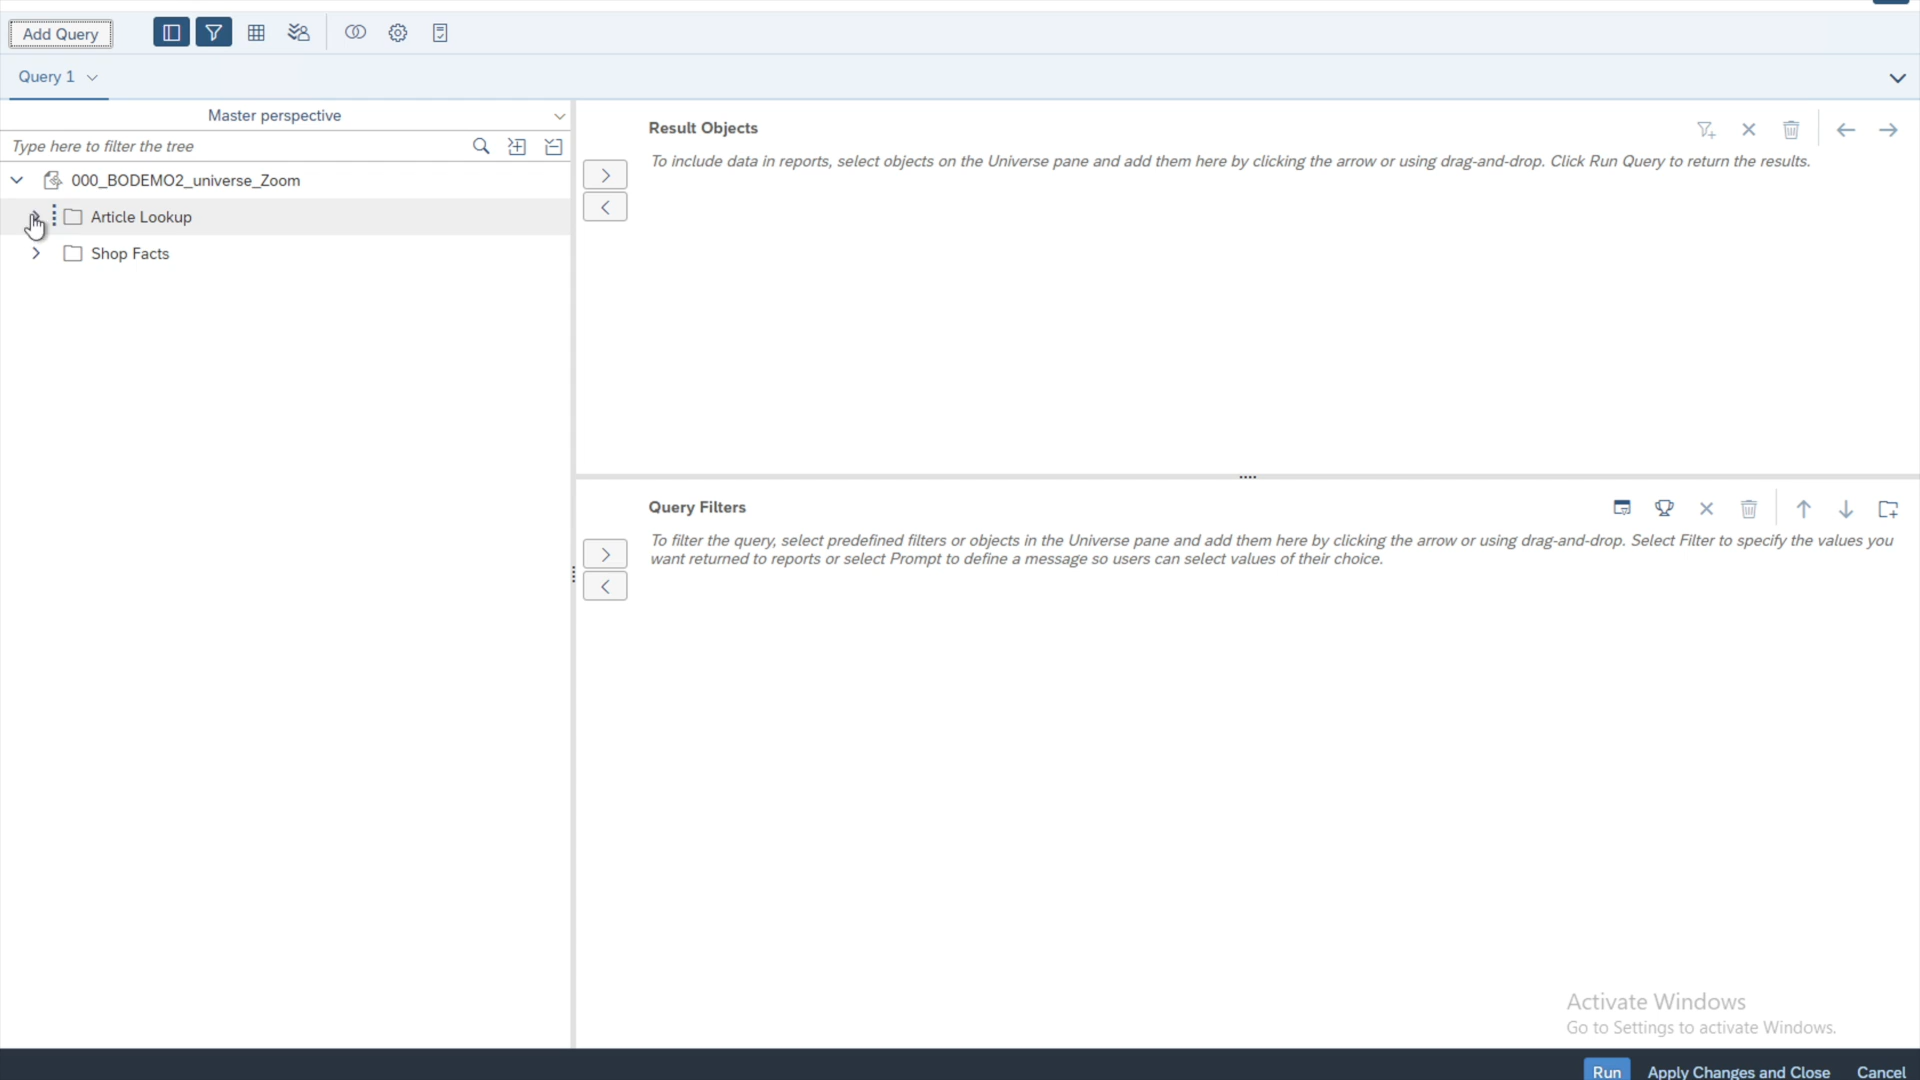 Add Query
Query 1
Master perspective
Type here to filter the tree
000_BODEMO2_universe_Zoom
Article Lookup
Shop Facts
Result Objects
To include data in reports, select objects on the Universe pane and add them here by clicking the arrow or using drag-and-drop. Click Run Query to return the results.
Query Filters
To filter the query, select predefined filters or objects in the Universe pane and add them here by clicking the arrow or using drag-and-drop. Select Filter to specify the values you
want returned to reports or select Prompt to define a message so users can select values of their choice.
Activate Windows
Go to Settings to activate Windows.
Run
Apply Changes and Close
Cancel